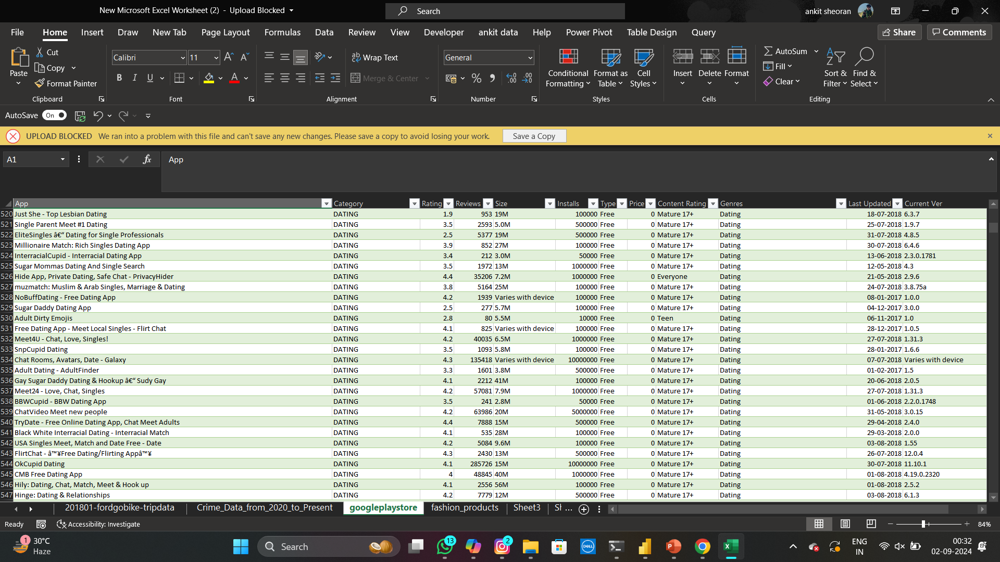 New Microsoft Excel Worksheet (2) - Upload Blocked
Search
ankit sheoran
File Home Insert Draw New Tab Page Layout Formulas Data Review View Developer ankit data Help Power Pivot Table Design Query
Share Comments
Paste
Cut
Copy
Format Painter
Clipboard
Calibri 11
B I U
Font
Wrap Text
Merge & Center
Alignment
General
Number
Conditional Formatting
Format as Table
Cell Styles
Styles
Insert
Delete
Format
Cells
AutoSum
Fill
Clear
Sort & Filter
Find & Select
Editing
AutoSave On
UPLOAD BLOCKED We ran into a problem with this file and can't save any new changes. Please save a copy to avoid losing your work. Save a Copy
A1 fx App
App Category Rating Reviews Size Installs Type Price Content Rating Genres Last Updated Current Ver
520 Just She - Top Lesbian Dating DATING 1.9 953 19M 100000 Free 0 Mature 17+ Dating 18-07-2018 6.3.7
521 Single Parent Meet #1 Dating DATING 3.5 2593 5.0M 500000 Free 0 Mature 17+ Dating 25-07-2018 1.9.7
522 EliteSingles â€“ Dating for Single Professionals DATING 2.5 5377 19M 500000 Free 0 Mature 17+ Dating 31-07-2018 4.8.5
523 Millionaire Match: Rich Singles Dating App DATING 3.9 852 27M 100000 Free 0 Mature 17+ Dating 30-07-2018 6.4.6
524 InterracialCupid - Interracial Dating App DATING 3.4 212 3.0M 50000 Free 0 Mature 17+ Dating 13-06-2018 2.3.0.1781
525 Sugar Mommas Dating And Single Search DATING 3.5 1972 13M 1000000 Free 0 Mature 17+ Dating 12-05-2018 4.3
526 Hide App, Private Dating, Safe Chat - PrivacyHider DATING 4.4 35206 7.2M 1000000 Free 0 Everyone Dating 21-05-2018 2.9.6
527 muzmatch: Muslim & Arab Singles, Marriage & Dating DATING 3.8 5164 25M 100000 Free 0 Mature 17+ Dating 24-07-2018 3.8.75a
528 NoBuffDating - Free Dating App DATING 4.2 1939 Varies with device 100000 Free 0 Mature 17+ Dating 08-01-2017 1.0.0
529 Sugar Daddy Dating App DATING 2.5 277 5.7M 100000 Free 0 Mature 17+ Dating 04-12-2017 3.0.0
530 Adult Dirty Emojis DATING 2.8 80 5.5M 10000 Free 0 Teen Dating 06-11-2017 1.0
531 Free Dating App - Meet Local Singles - Flirt Chat DATING 4.1 825 Varies with device 100000 Free 0 Mature 17+ Dating 28-12-2017 1.0.5
532 Meet4U - Chat, Love, Singles! DATING 4.2 40035 6.5M 1000000 Free 0 Mature 17+ Dating 27-07-2018 1.31.3
533 SnpCupid Dating DATING 3.5 1093 5.8M 100000 Free 0 Mature 17+ Dating 28-01-2017 1.6.6
534 Chat Rooms, Avatars, Date - Galaxy DATING 4.3 135418 Varies with device 10000000 Free 0 Mature 17+ Dating 07-07-2018 Varies with device
535 Adult Dating - AdultFinder DATING 3.3 1601 3.8M 500000 Free 0 Mature 17+ Dating 01-02-2017 1.5
536 Gay Sugar Daddy Dating & Hookup â€“ Sudy Gay DATING 4.1 2212 41M 100000 Free 0 Mature 17+ Dating 20-06-2018 2.0.5
537 Meet24 - Love, Chat, Singles DATING 4.2 57081 7.9M 1000000 Free 0 Mature 17+ Dating 27-07-2018 1.31.3
538 BBWCupid - BBW Dating App DATING 3.5 241 2.8M 50000 Free 0 Mature 17+ Dating 01-06-2018 2.2.0.1748
539 ChatVideo Meet new people DATING 4.2 63986 20M 5000000 Free 0 Mature 17+ Dating 31-05-2018 3.0.15
540 TryDate - Free Online Dating App, Chat Meet Adults DATING 4.4 7888 15M 500000 Free 0 Mature 17+ Dating 29-04-2018 2.4.0
541 Black White Interracial Dating - Interracial Match DATING 4.1 535 28M 100000 Free 0 Mature 17+ Dating 29-03-2018 2.0.0
542 USA Singles Meet, Match and Date Free - Date DATING 4.2 5084 9.6M 100000 Free 0 Mature 17+ Dating 03-08-2018 1.55
543 FlirtChat - â™¥Free Dating/Flirting Appâ™¥ DATING 4.3 2430 13M 500000 Free 0 Mature 17+ Dating 26-07-2018 12.0.4
544 OkCupid Dating DATING 4.1 285726 15M 10000000 Free 0 Mature 17+ Dating 30-07-2018 11.10.1
545 CMB Free Dating App DATING 4 48845 40M 1000000 Free 0 Mature 17+ Dating 01-08-2018 4.19.0.2320
546 Hily: Dating, Chat, Match, Meet & Hook up DATING 4.1 2556 56M 100000 Free 0 Mature 17+ Dating 01-08-2018 2.5.2
547 Hinge: Dating & Relationships DATING 4.2 7779 12M 500000 Free 0 Mature 17+ Dating 03-08-2018 6.1.3
201801-fordgobike-tripdata Crime_Data_from_2020_to_Present googleplaystore fashion_products Sheet3 Sl ...
Ready Accessibility: Investigate 84%
1 30°C
Haze
Search
13
2
DELL
ENG
IN
00:32
02-09-2024